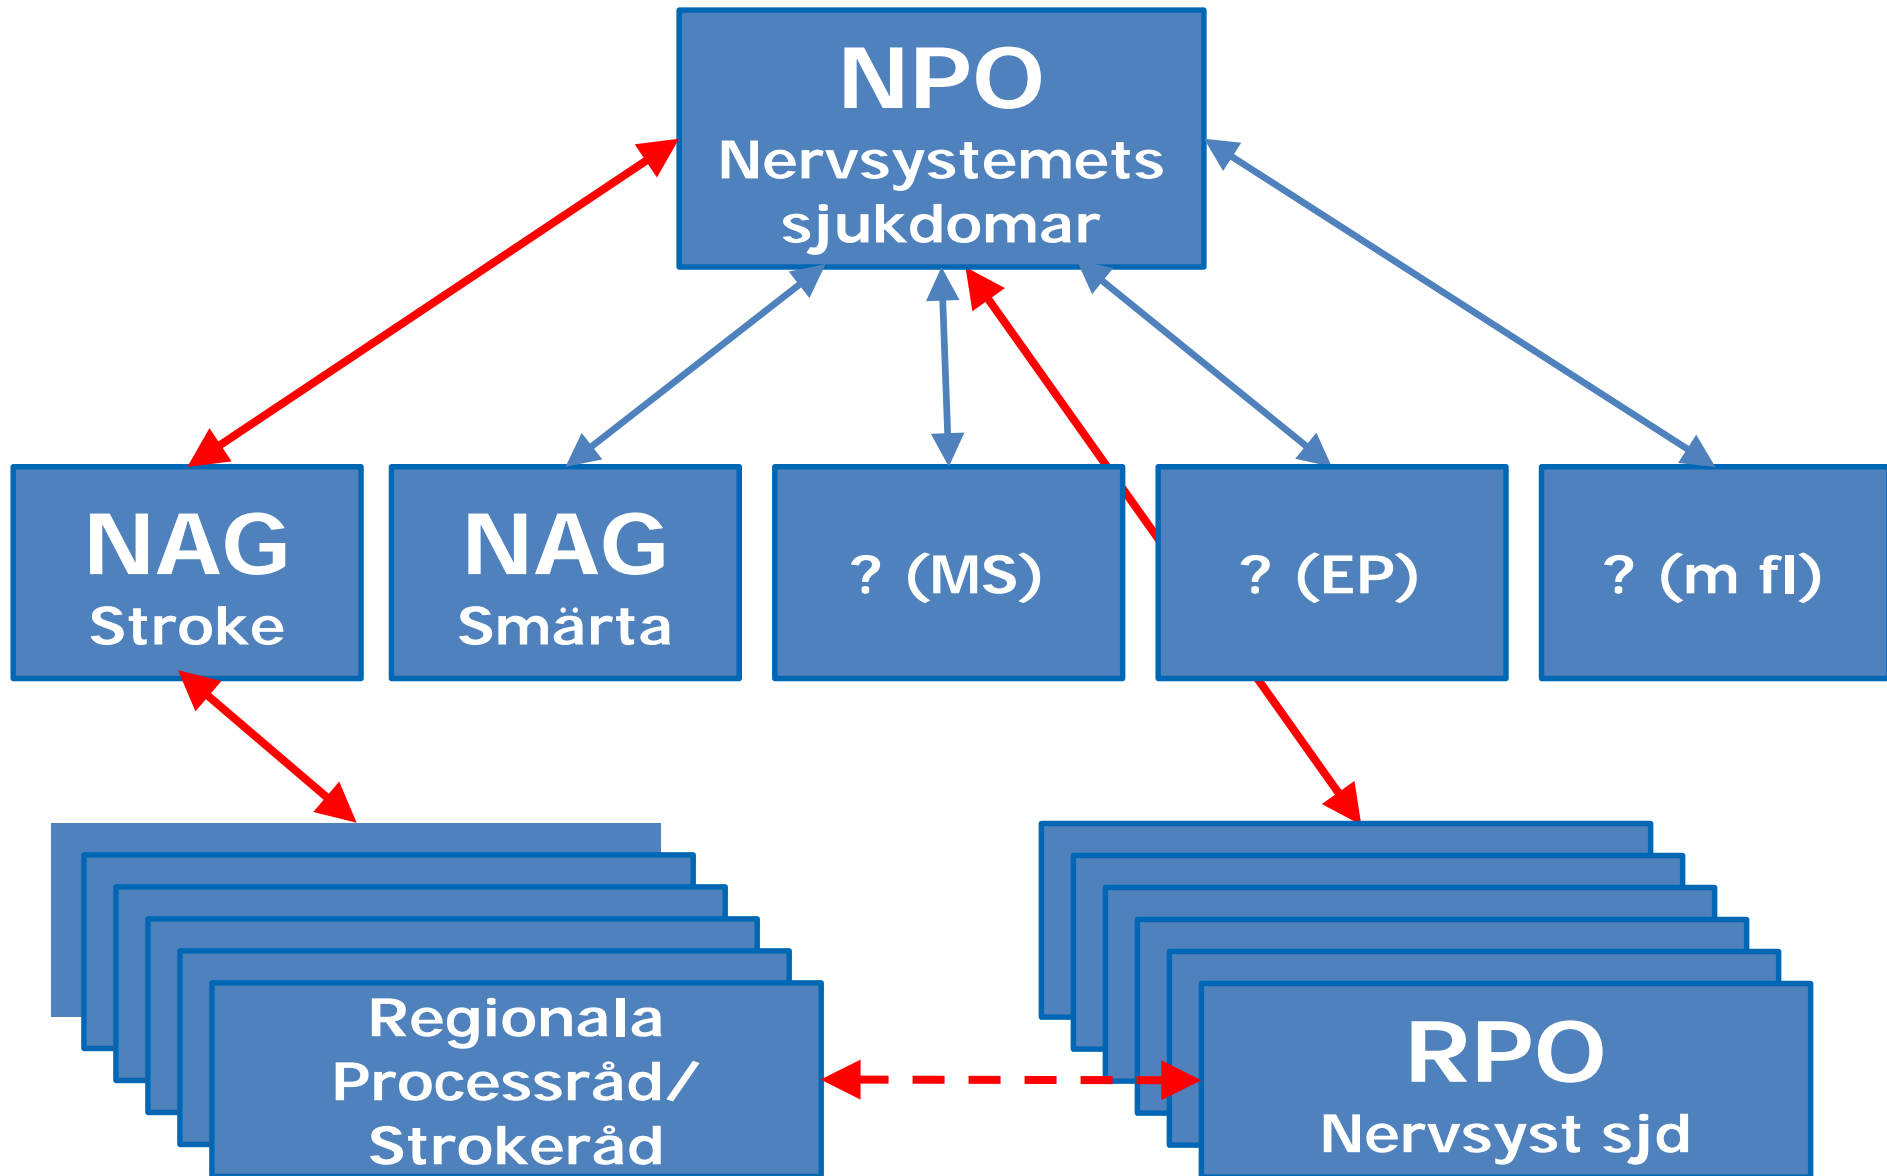 NPO
Nervsystemets
sjukdomar
NAG
Stroke
NAG
Smärta
? (MS)
? (EP)
? (m fl)
Regionala
Processråd/
Strokeråd
RPO
Nervsyst sjd